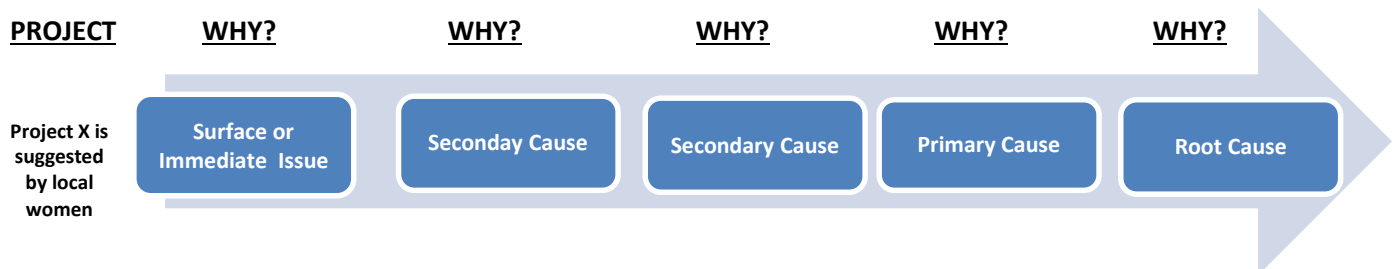 PROJECT WHY? WHY? WHY? WHY? WHY?
Project X is
suggested
by local
women
Surface or
Immediate Issue
Seconday Cause
Secondary Cause
Primary Cause
Root Cause